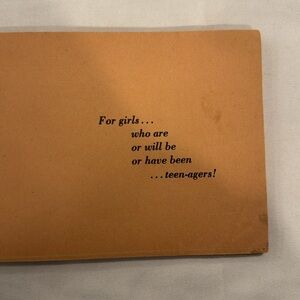 For girls...
who are
or will be
or have been
...teen-agers!